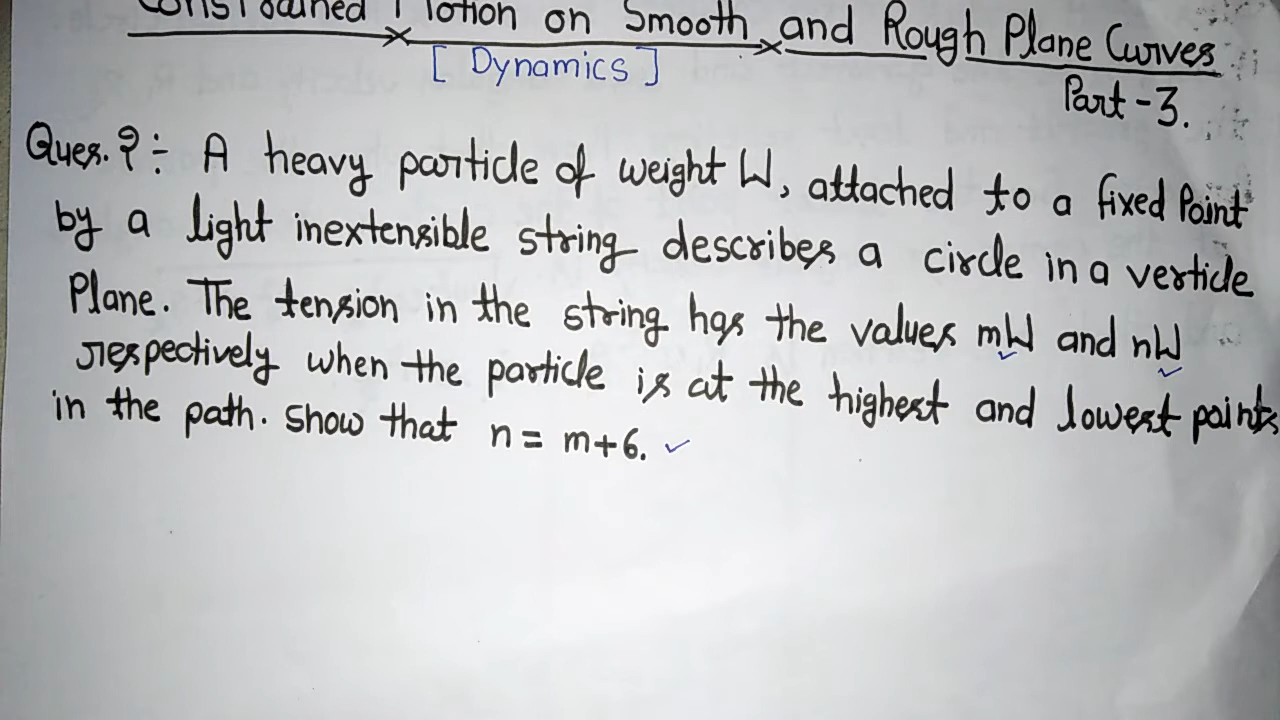 Constrained Motion on Smooth and Rough Plane Curves
[ Dynamics ]
Part - 3.
Ques. ? ÷ A heavy particle of weight W, attached to a fixed Point
by a light inextensible string describes a circle in a verticle
Plane. The tension in the string has the values mW and nW
respectively when the particle is at the highest and lowest points
in the path. Show that n = m+6.